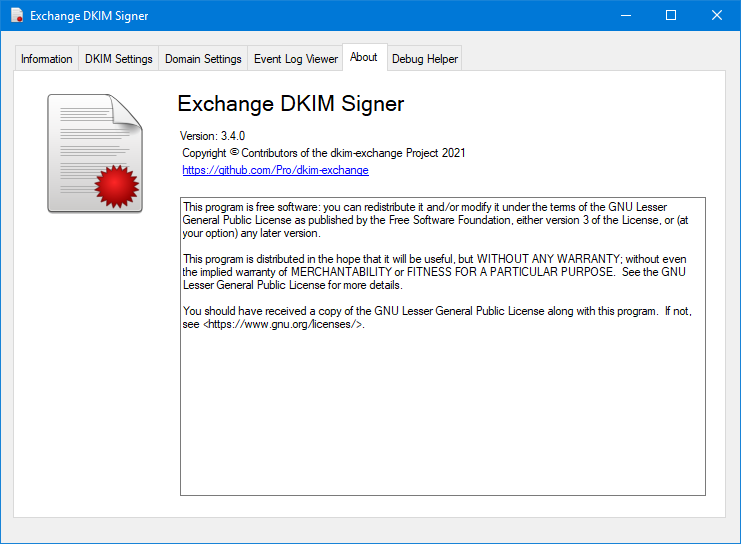 Exchange DKIM Signer
Information DKIM Settings Domain Settings Event Log Viewer About Debug Helper
Exchange DKIM Signer
Version: 3.4.0
Copyright © Contributors of the dkim-exchange Project 2021
https://github.com/Pro/dkim-exchange
This program is free software: you can redistribute it and/or modify it under the terms of the GNU Lesser
General Public License as published by the Free Software Foundation, either version 3 of the License, or (at
your option) any later version.
This program is distributed in the hope that it will be useful, but WITHOUT ANY WARRANTY; without even
the implied warranty of MERCHANTABILITY or FITNESS FOR A PARTICULAR PURPOSE.  See the GNU
Lesser General Public License for more details.
You should have received a copy of the GNU Lesser General Public License along with this program.  If not,
see <https://www.gnu.org/licenses/>.